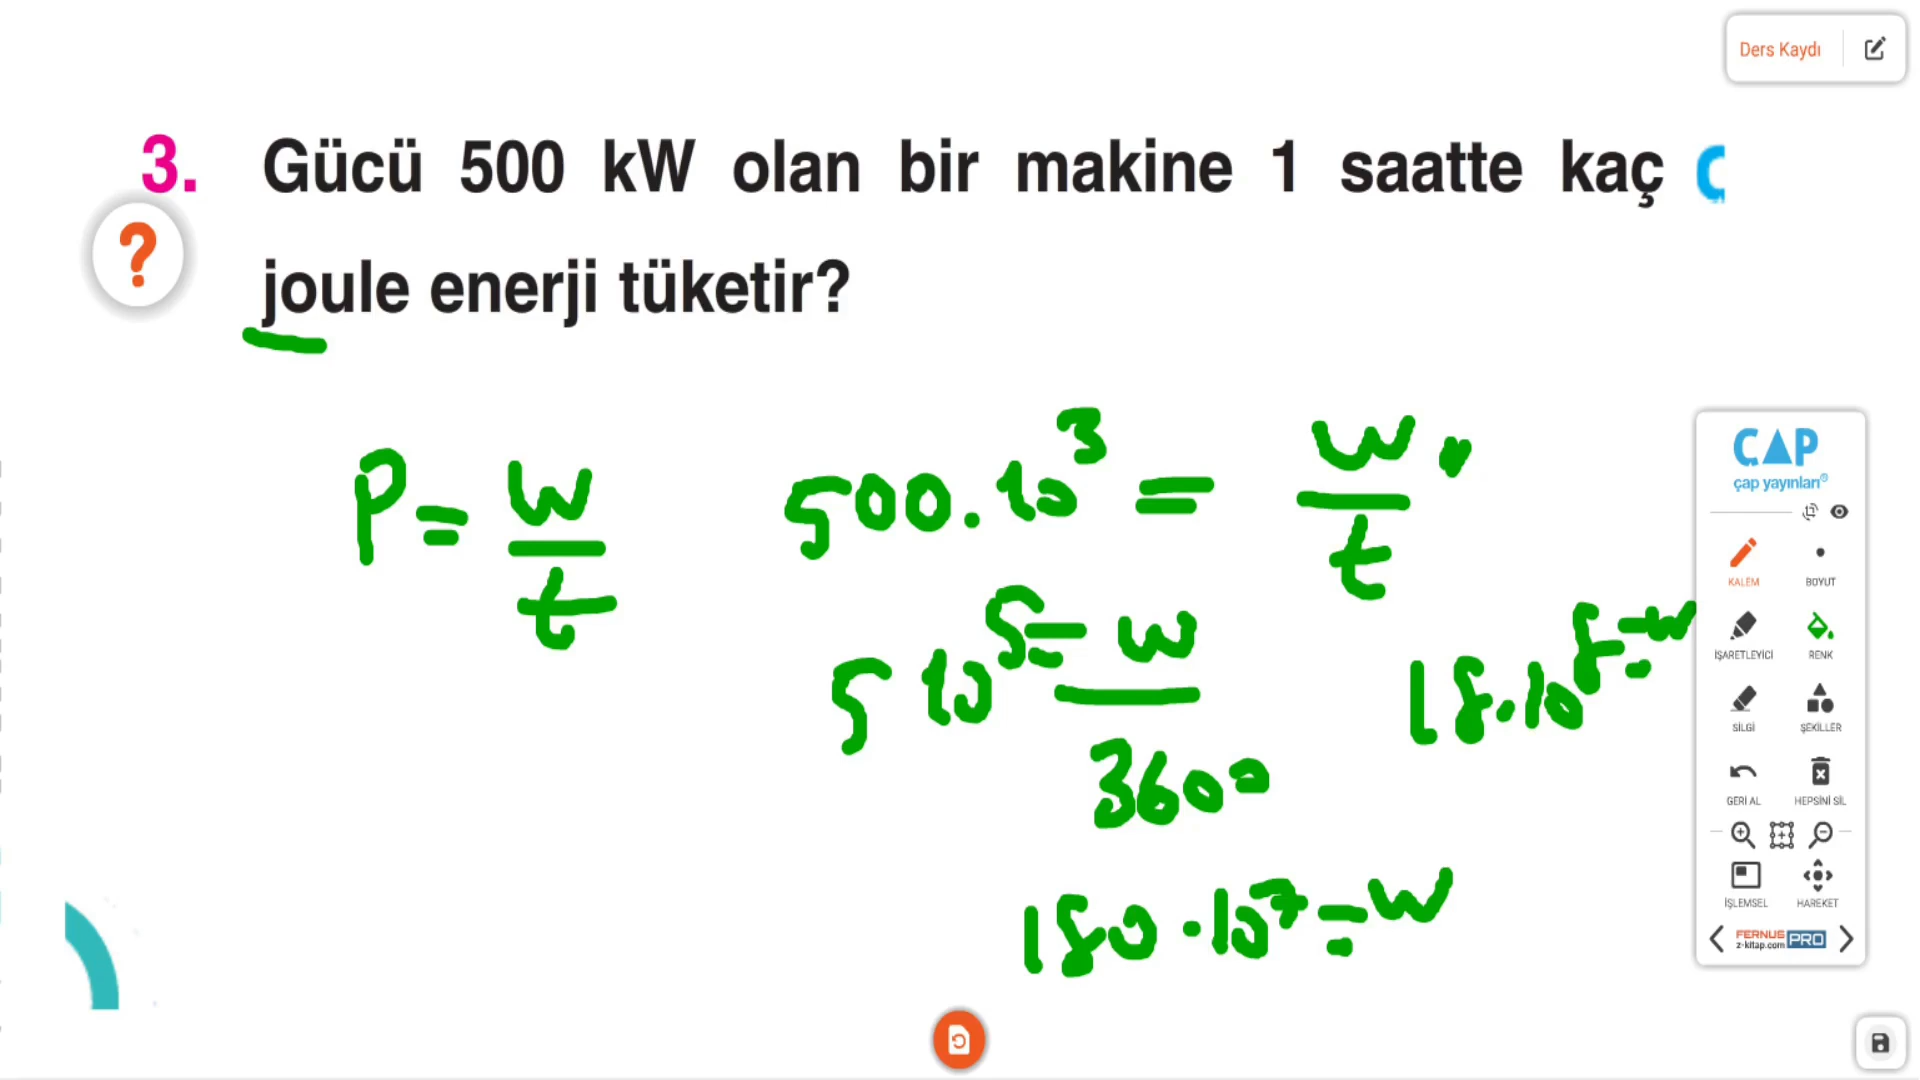 Ders Kaydı
3. Gücü 500 kW olan bir makine 1 saatte kaç
? joule enerji tüketir?
P = w/t
500.10³ = w/t
5 10⁵ = w/3600
18.10⁸ = w
180.10⁷ = w
ÇAP
çap yayınları
KALEM BOYUT
İŞARETLEYİCİ RENK
SİLGİ ŞEKİLLER
GERİ AL HEPSİNİ SİL
İŞLEMSEL HAREKET
FERNUS
z-kitap.com PRO